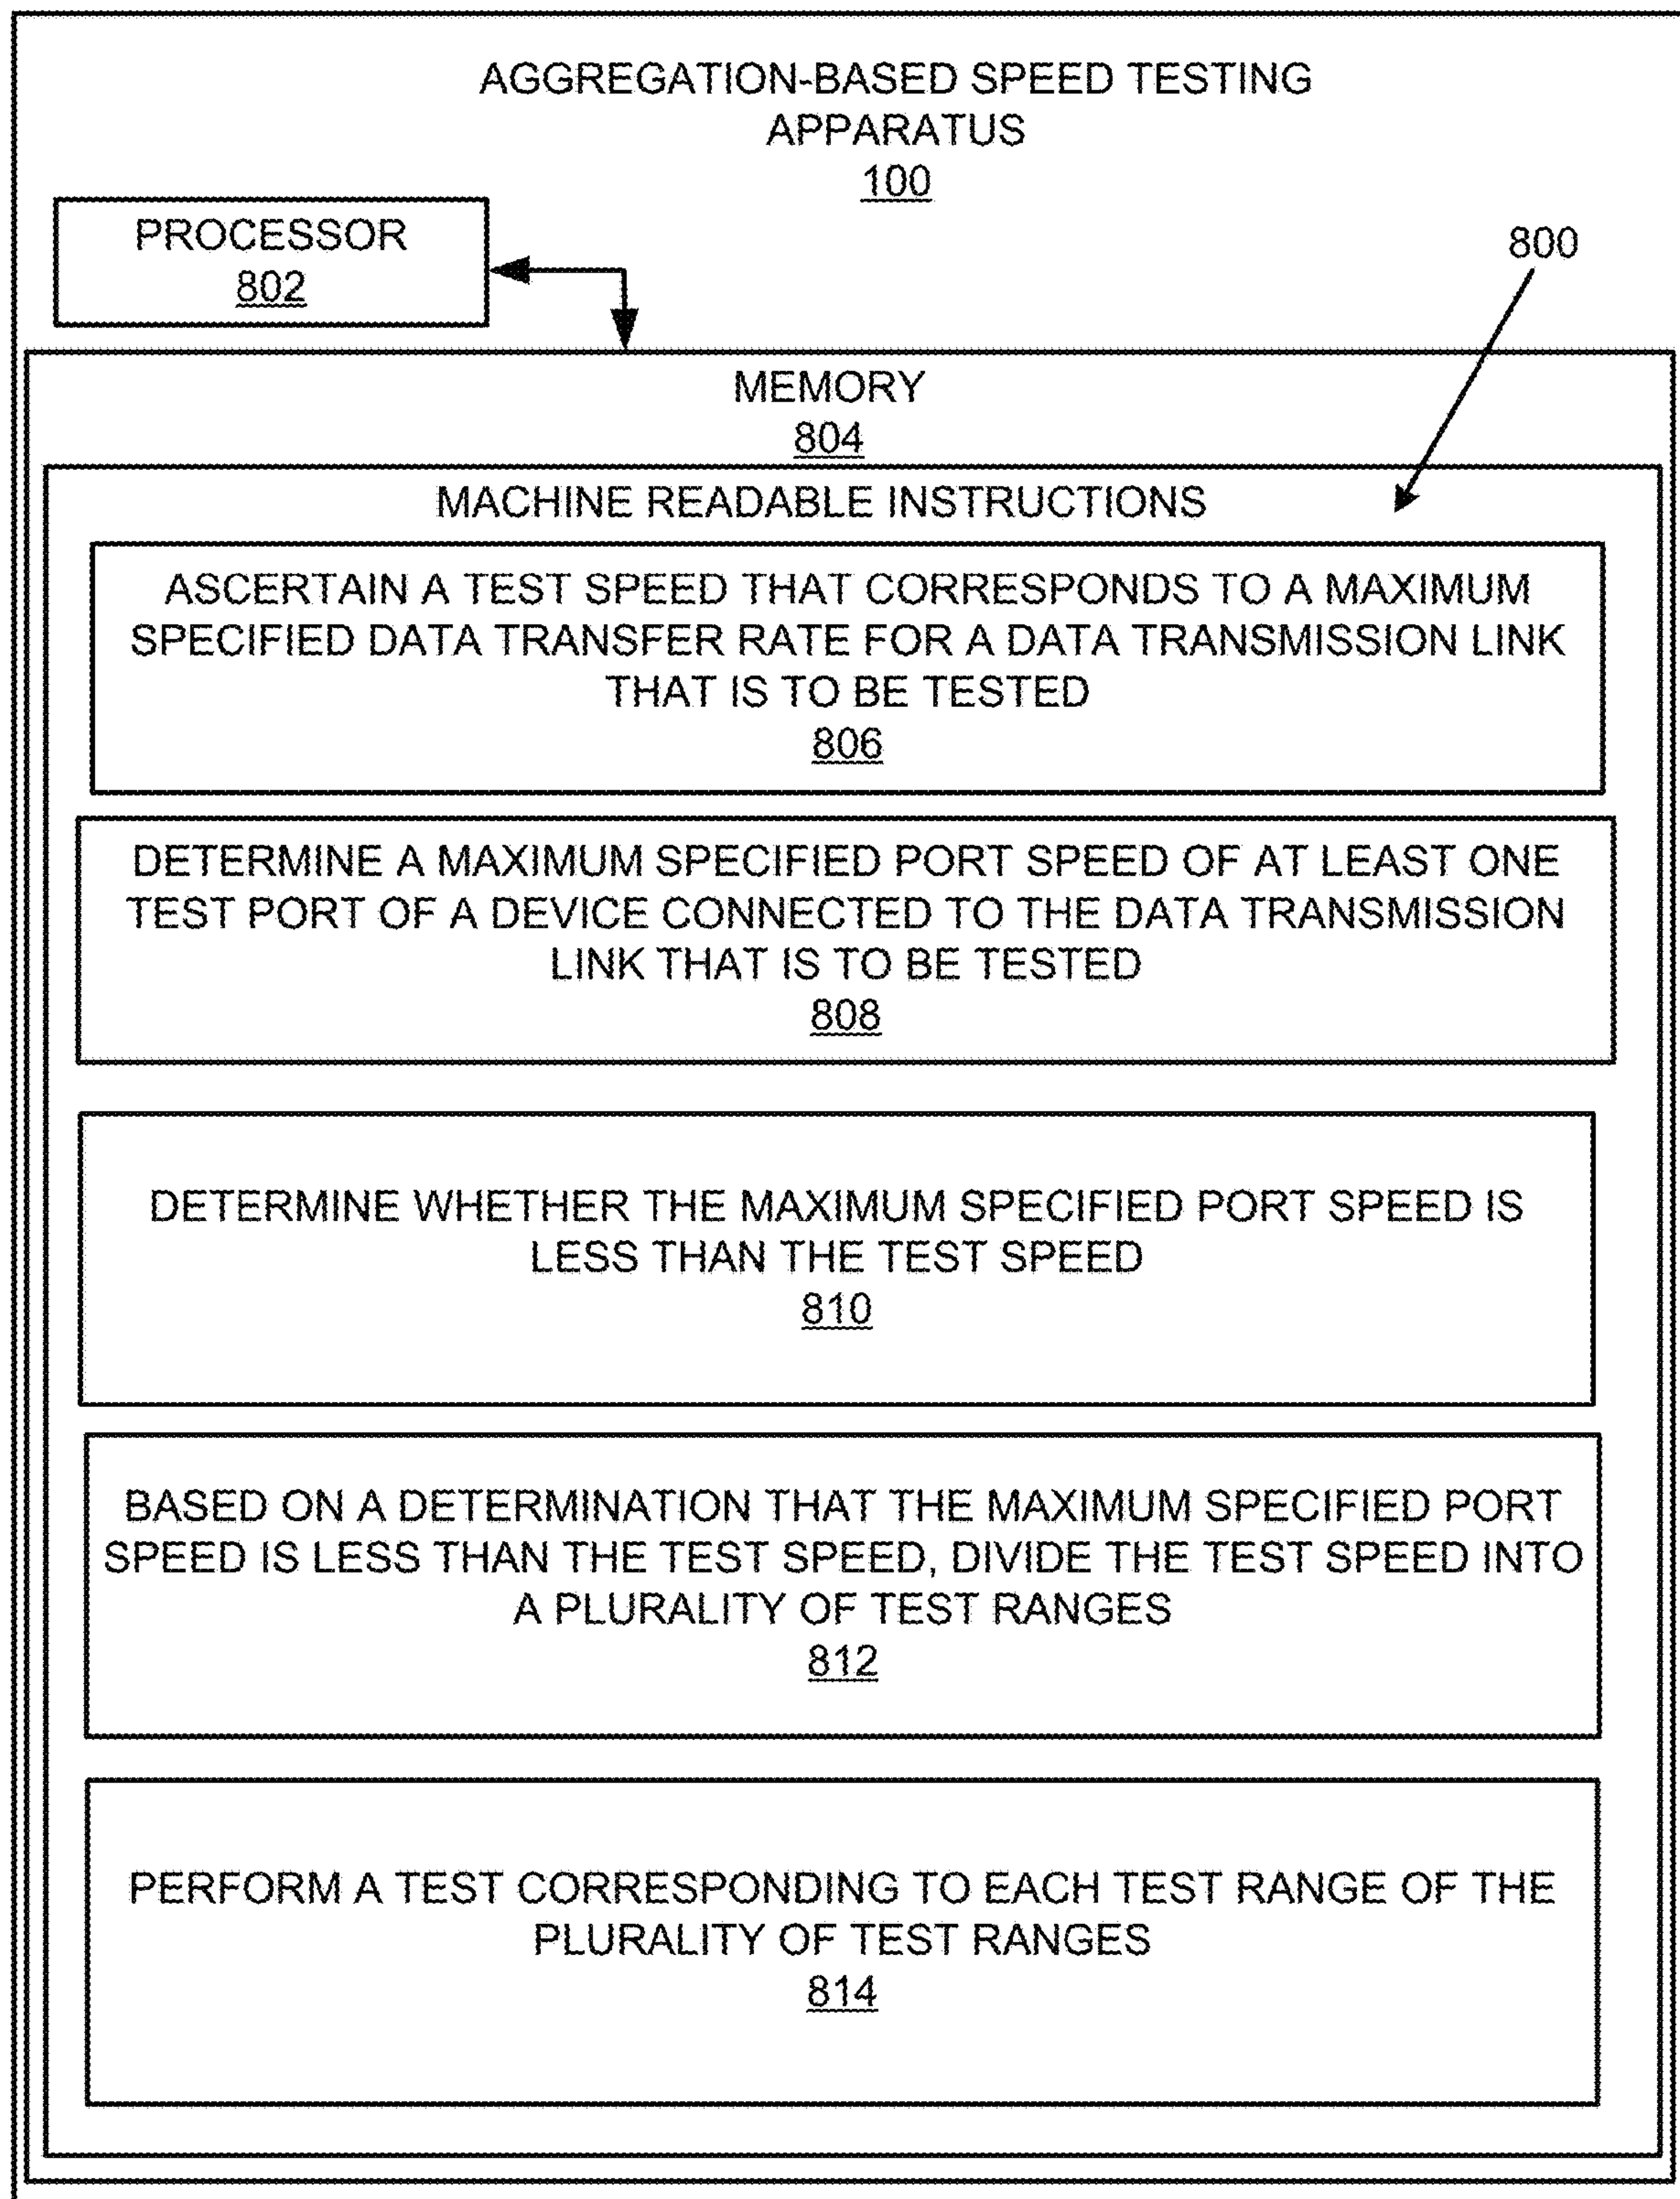 AGGREGATION-BASED SPEED TESTING
APPARATUS
100
PROCESSOR
802
800
MEMORY
804
MACHINE READABLE INSTRUCTIONS
ASCERTAIN A TEST SPEED THAT CORRESPONDS TO A MAXIMUM
SPECIFIED DATA TRANSFER RATE FOR A DATA TRANSMISSION LINK
THAT IS TO BE TESTED
806
DETERMINE A MAXIMUM SPECIFIED PORT SPEED OF AT LEAST ONE
TEST PORT OF A DEVICE CONNECTED TO THE DATA TRANSMISSION
LINK THAT IS TO BE TESTED
808
DETERMINE WHETHER THE MAXIMUM SPECIFIED PORT SPEED IS
LESS THAN THE TEST SPEED
810
BASED ON A DETERMINATION THAT THE MAXIMUM SPECIFIED PORT
SPEED IS LESS THAN THE TEST SPEED, DIVIDE THE TEST SPEED INTO
A PLURALITY OF TEST RANGES
812
PERFORM A TEST CORRESPONDING TO EACH TEST RANGE OF THE
PLURALITY OF TEST RANGES
814